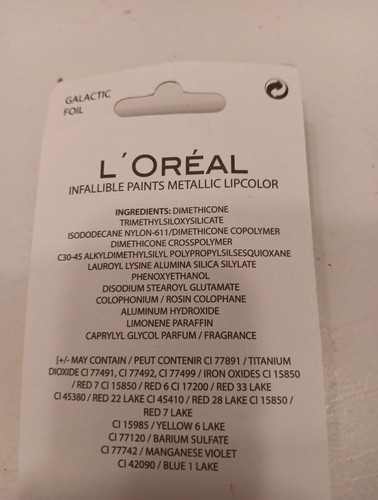 GALACTIC
FOIL
L´ORÉAL
INFALLIBLE PAINTS METALLIC LIPCOLOR
INGREDIENTS: DIMETHICONE
TRIMETHYLSILOXYSILICATE
ISODODECANE NYLON-611/DIMETHICONE COPOLYMER
DIMETHICONE CROSSPOLYMER
C30-45 ALKYLDIMETHYLSILYL POLYPROPYLSILSESQUIOXANE
LAUROYL LYSINE ALUMINA SILICA SILYLATE
PHENOXYETHANOL
DISODIUM STEAROYL GLUTAMATE
COLOPHONIUM / ROSIN COLOPHANE
ALUMINUM HYDROXIDE
LIMONENE PARAFFIN
CAPRYLYL GLYCOL PARFUM / FRAGRANCE
[+/- MAY CONTAIN / PEUT CONTENIR CI 77891 / TITANIUM
DIOXIDE CI 77491, CI 77492, CI 77499 / IRON OXIDES CI 15850
/ RED 7 CI 15850 / RED 6 CI 17200 / RED 33 LAKE
CI 45380 / RED 22 LAKE CI 45410 / RED 28 LAKE CI 15850 /
RED 7 LAKE
CI 15985 / YELLOW 6 LAKE
CI 77120 / BARIUM SULFATE
CI 77742 / MANGANESE VIOLET
CI 42090 / BLUE 1 LAKE